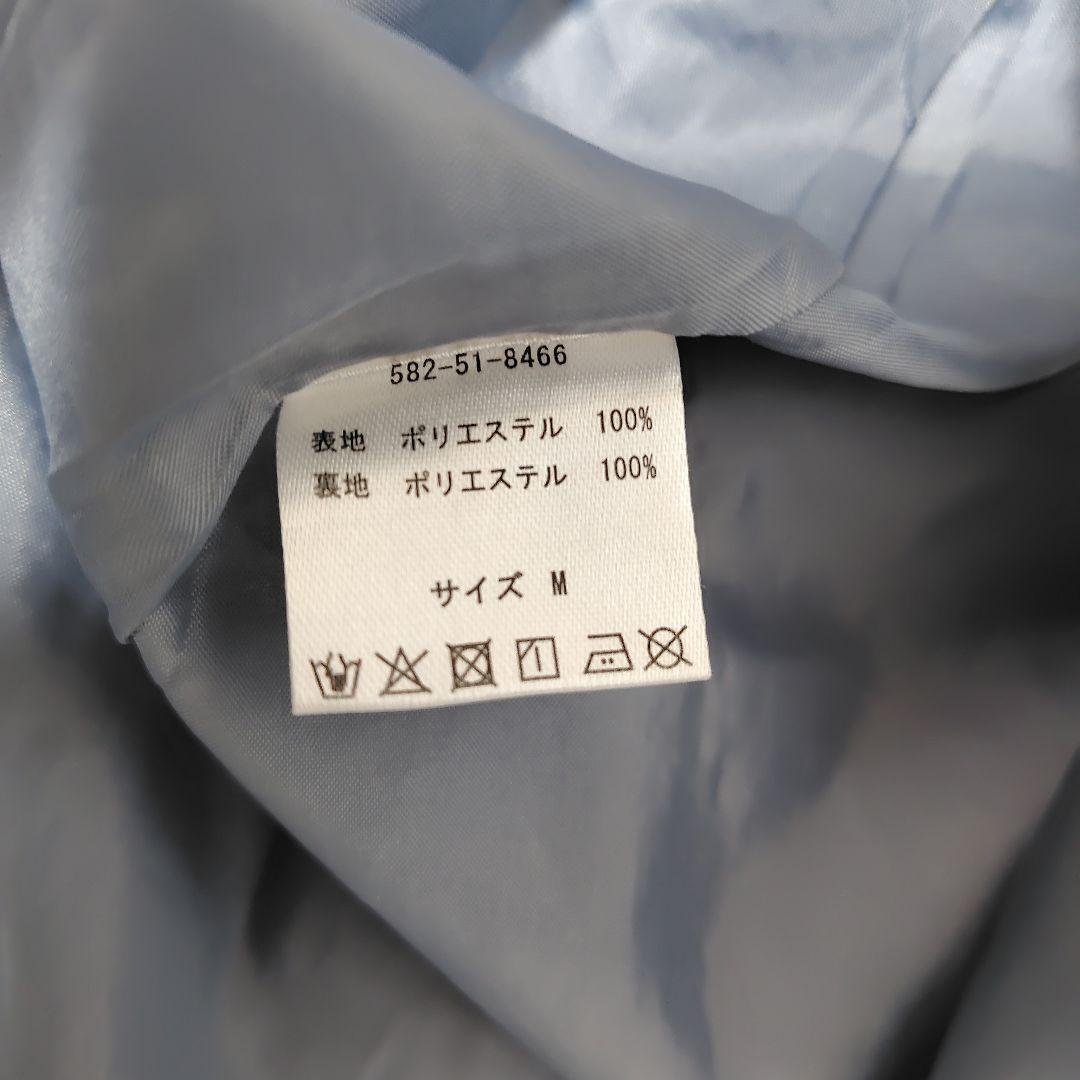 582-51-8466
表地 ポリエステル 100%
裏地 ポリエステル 100%
サイズ M